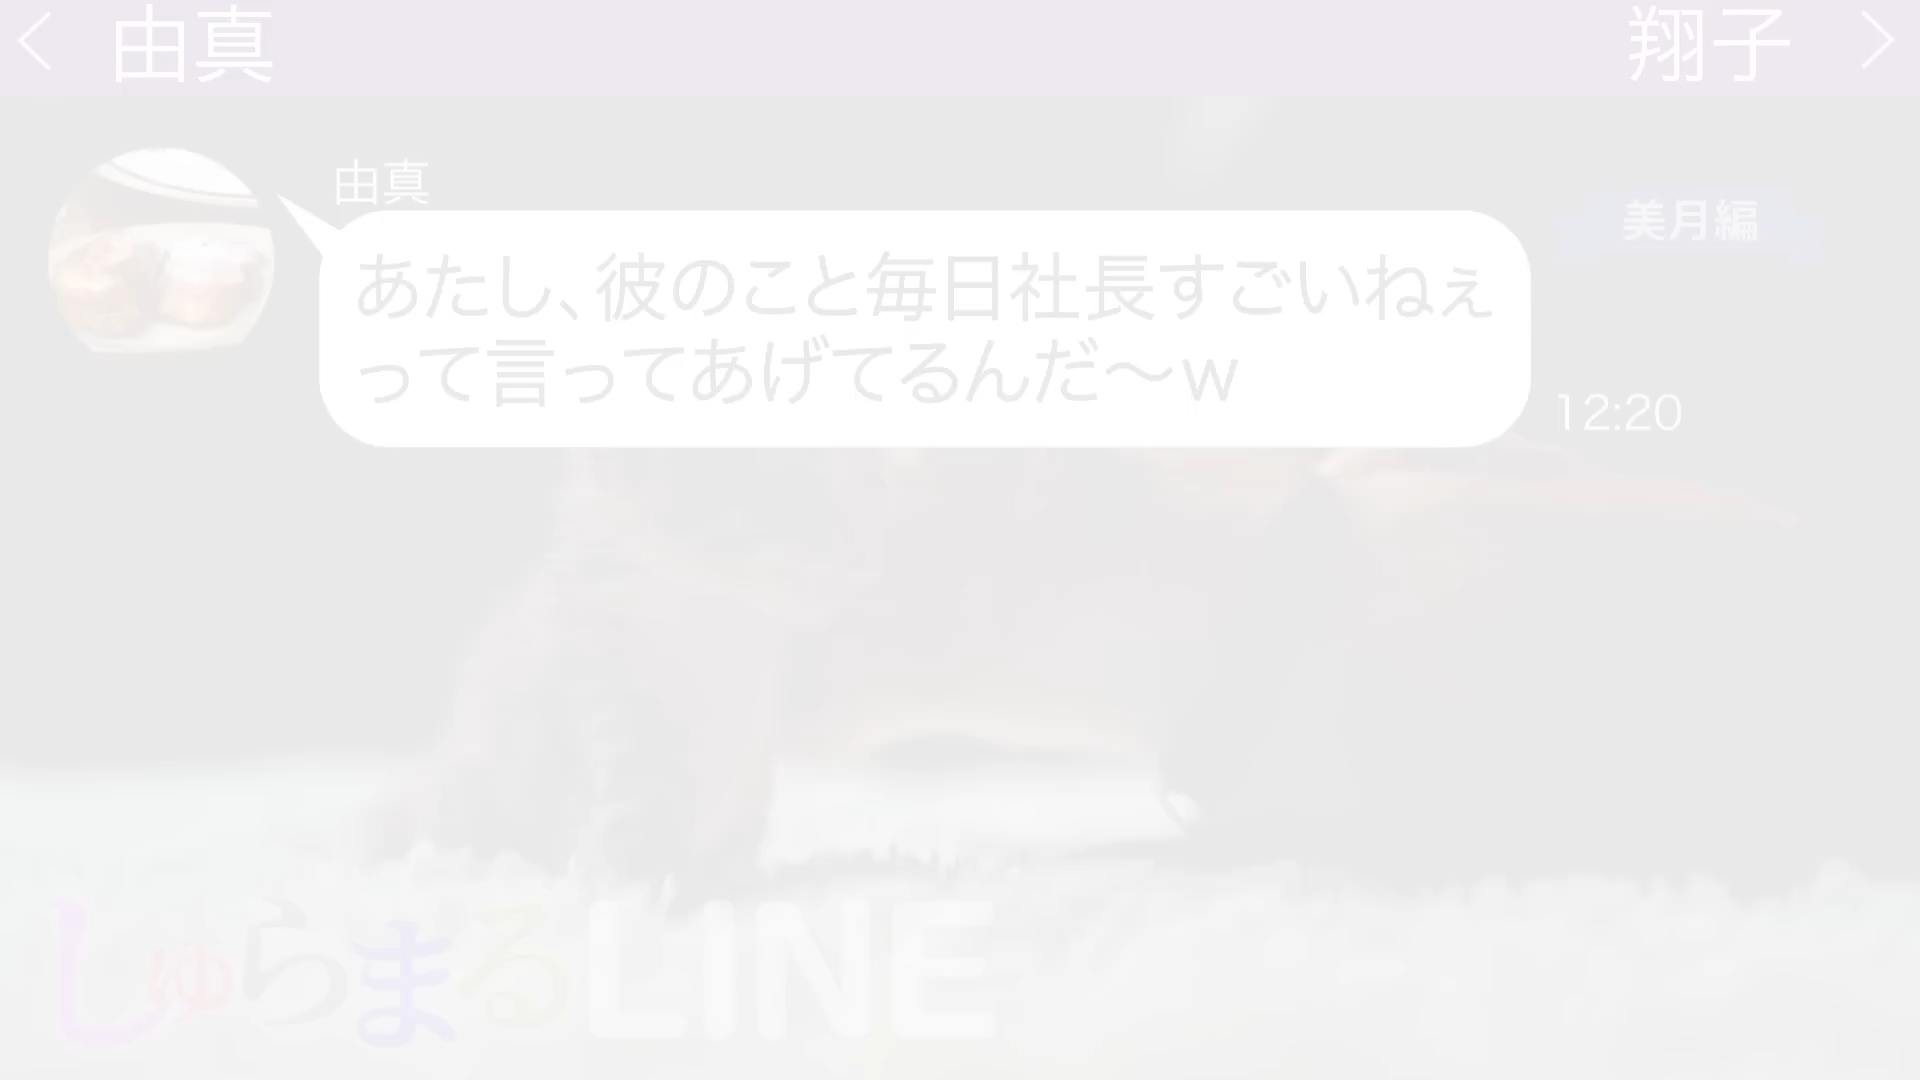 由真
翔子
由真
美月編
あたし、彼のこと毎日社長すごいねぇ
って言ってあげてるんだ〜w
12:20
しゅらまるLINE